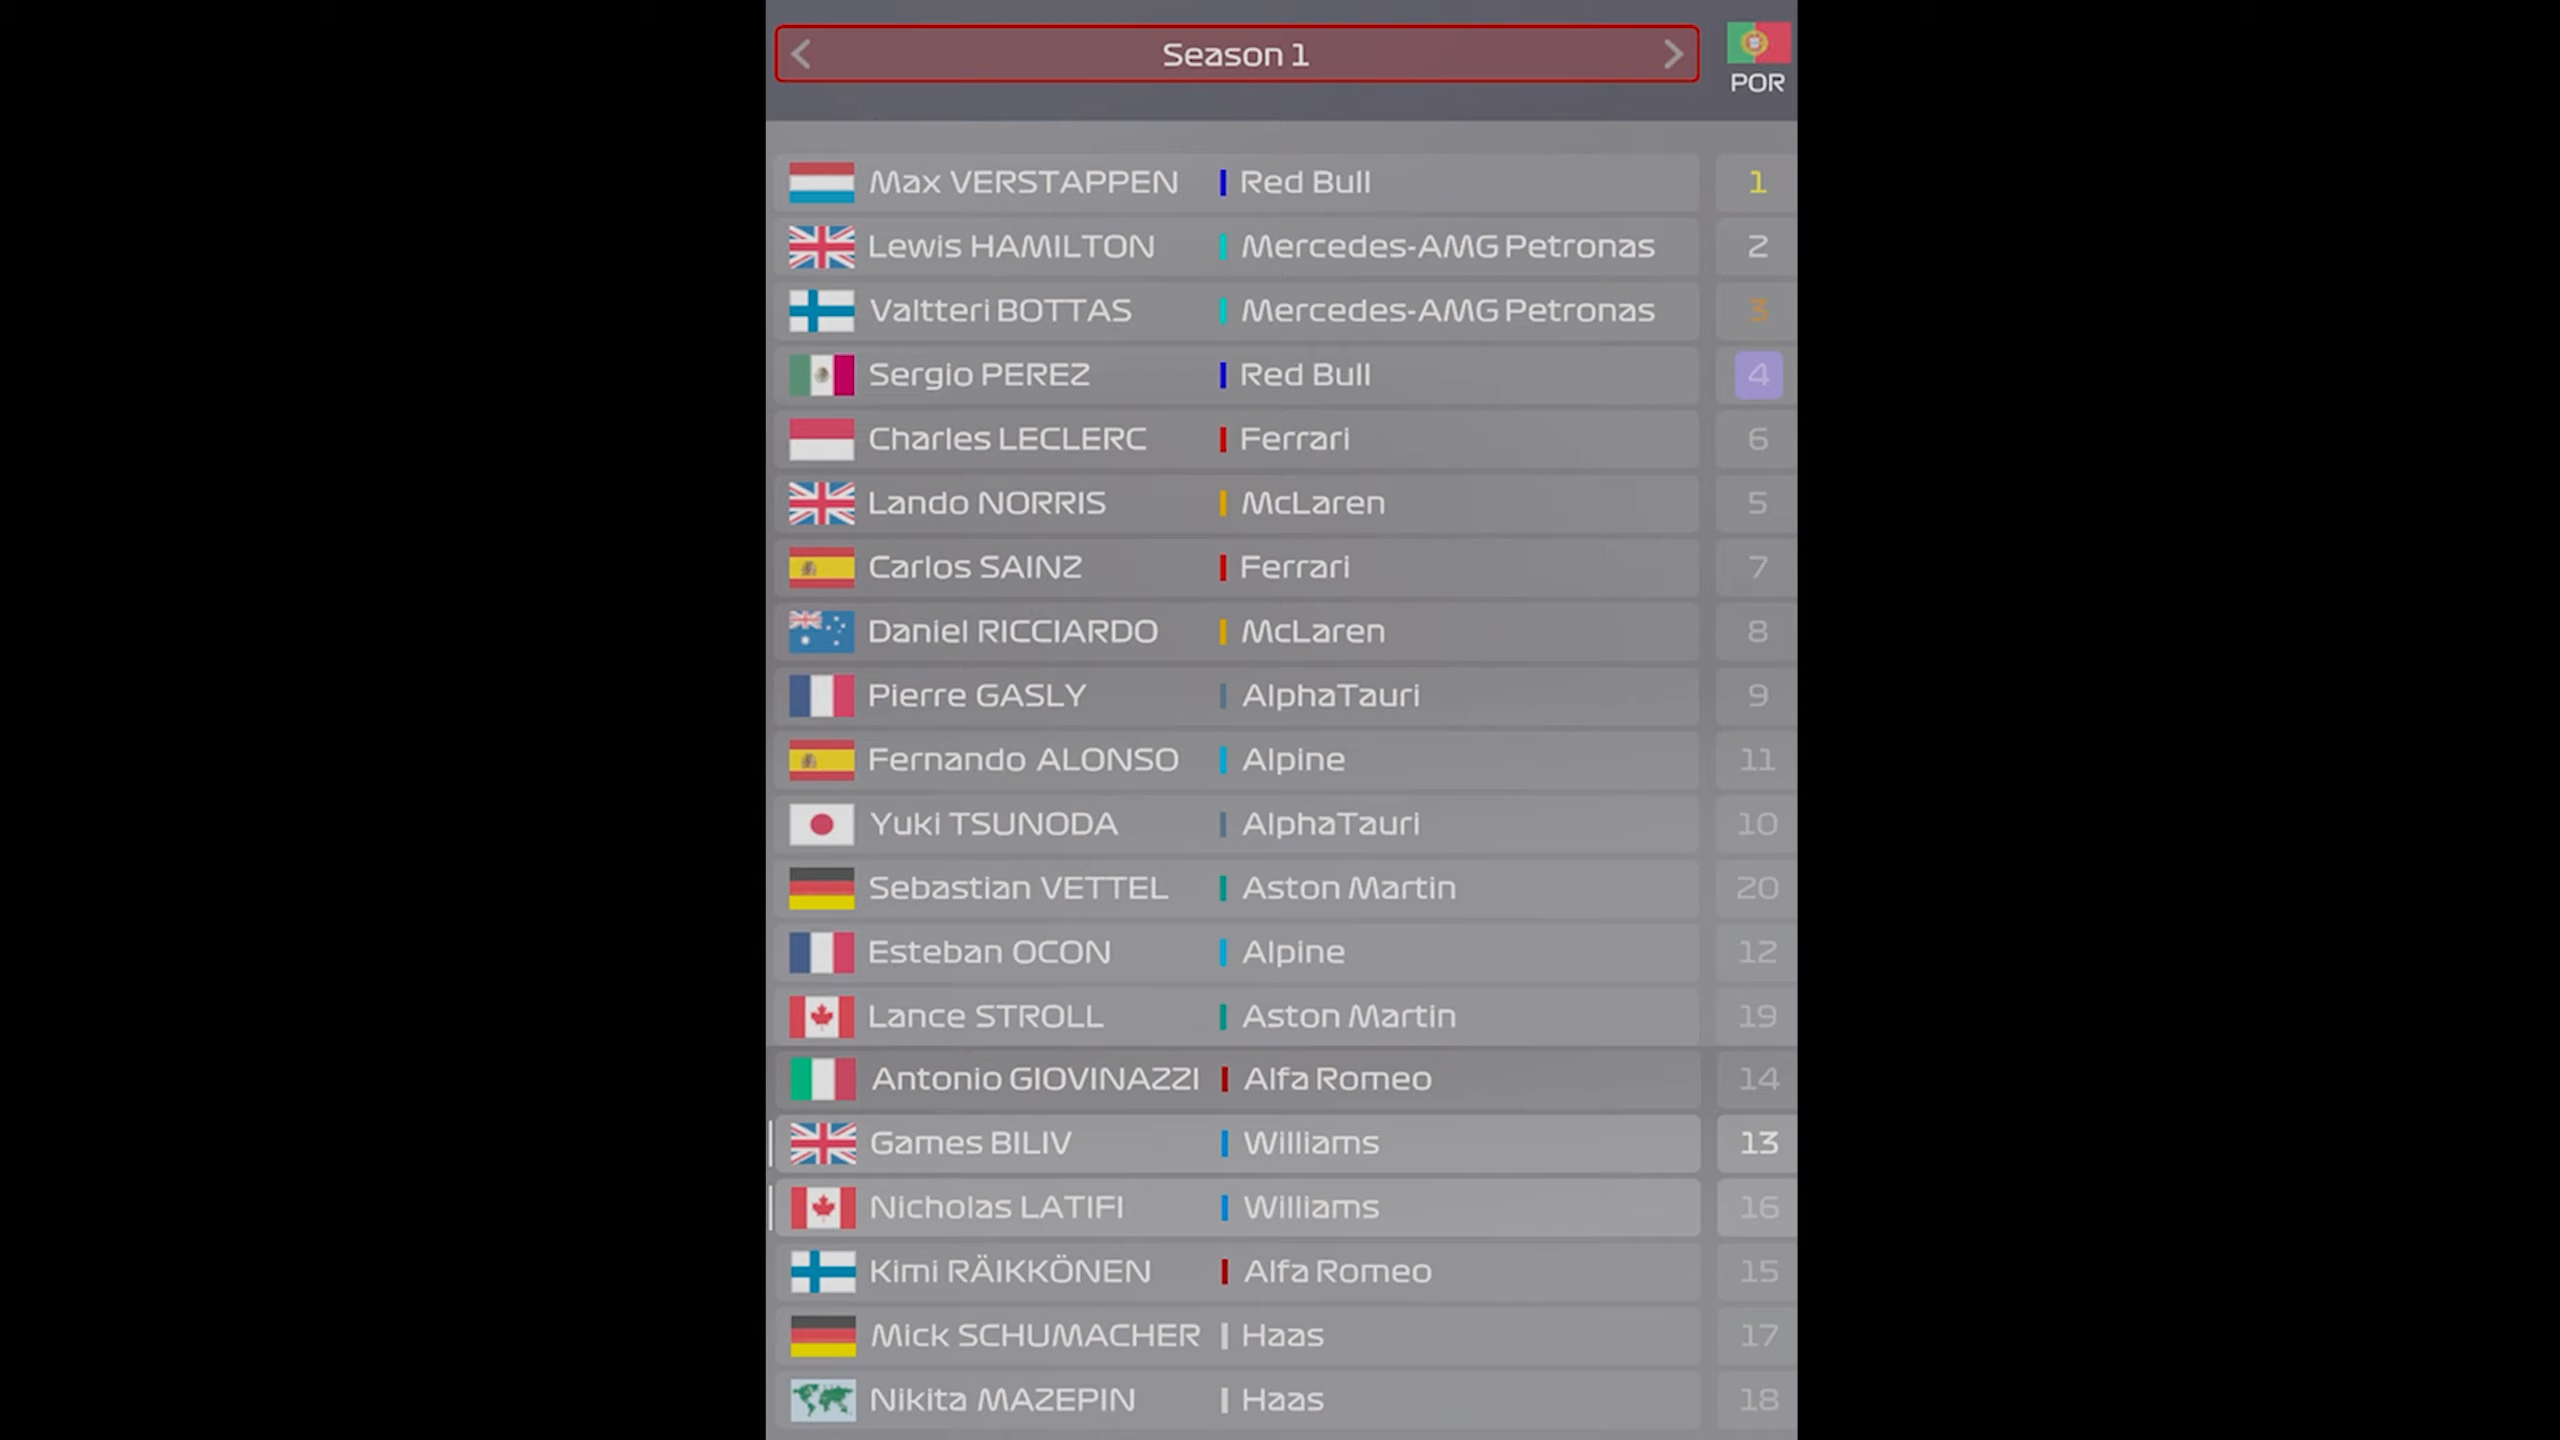 Season 1 POR
Max VERSTAPPEN Red Bull 1
Lewis HAMILTON Mercedes-AMG Petronas 2
Valtteri BOTTAS Mercedes-AMG Petronas 3
Sergio PEREZ Red Bull 4
Charles LECLERC Ferrari 6
Lando NORRIS McLaren 5
Carlos SAINZ Ferrari 7
Daniel RICCIARDO McLaren 8
Pierre GASLY AlphaTauri 9
Fernando ALONSO Alpine 11
Yuki TSUNODA AlphaTauri 10
Sebastian VETTEL Aston Martin 20
Esteban OCON Alpine 12
Lance STROLL Aston Martin 19
Antonio GIOVINAZZI Alfa Romeo 14
Games BILIV Williams 13
Nicholas LATIFI Williams 16
Kimi RÄIKKÖNEN Alfa Romeo 15
Mick SCHUMACHER Haas 17
Nikita MAZEPIN Haas 18